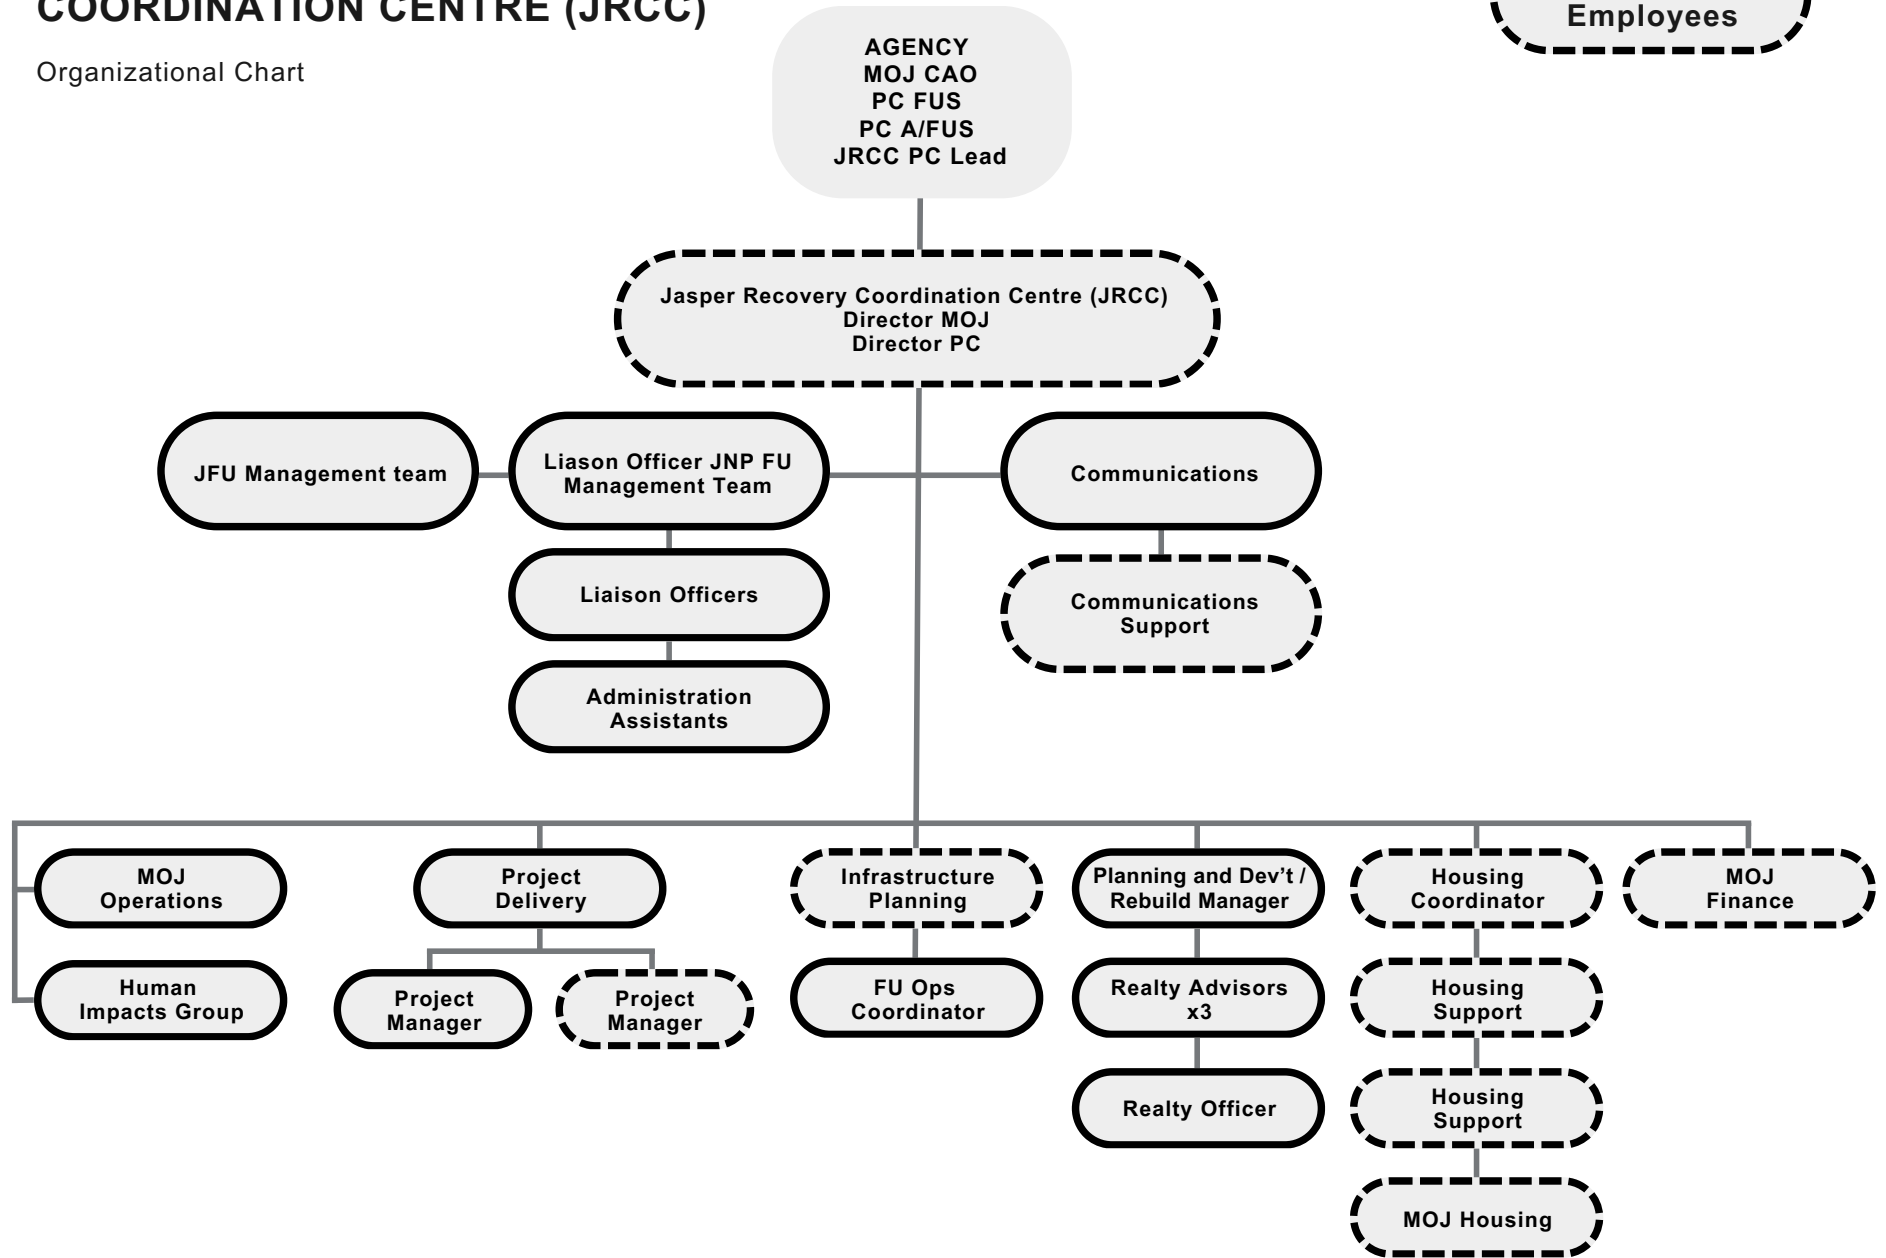 COORDINATION CENTRE (JRCC)
Organizational Chart
Employees
AGENCY
MOJ CAO
PC FUS
PC A/FUS
JRCC PC Lead
Jasper Recovery Coordination Centre (JRCC)
Director MOJ
Director PC
JFU Management team
Liason Officer JNP FU
Management Team
Communications
Liaison Officers
Communications
Support
Administration
Assistants
MOJ
Operations
Project
Delivery
Infrastructure
Planning
Planning and Dev't /
Rebuild Manager
Housing
Coordinator
MOJ
Finance
Human
Impacts Group
Project
Manager
Project
Manager
FU Ops
Coordinator
Realty Advisors
x3
Housing
Support
Realty Officer
Housing
Support
MOJ Housing